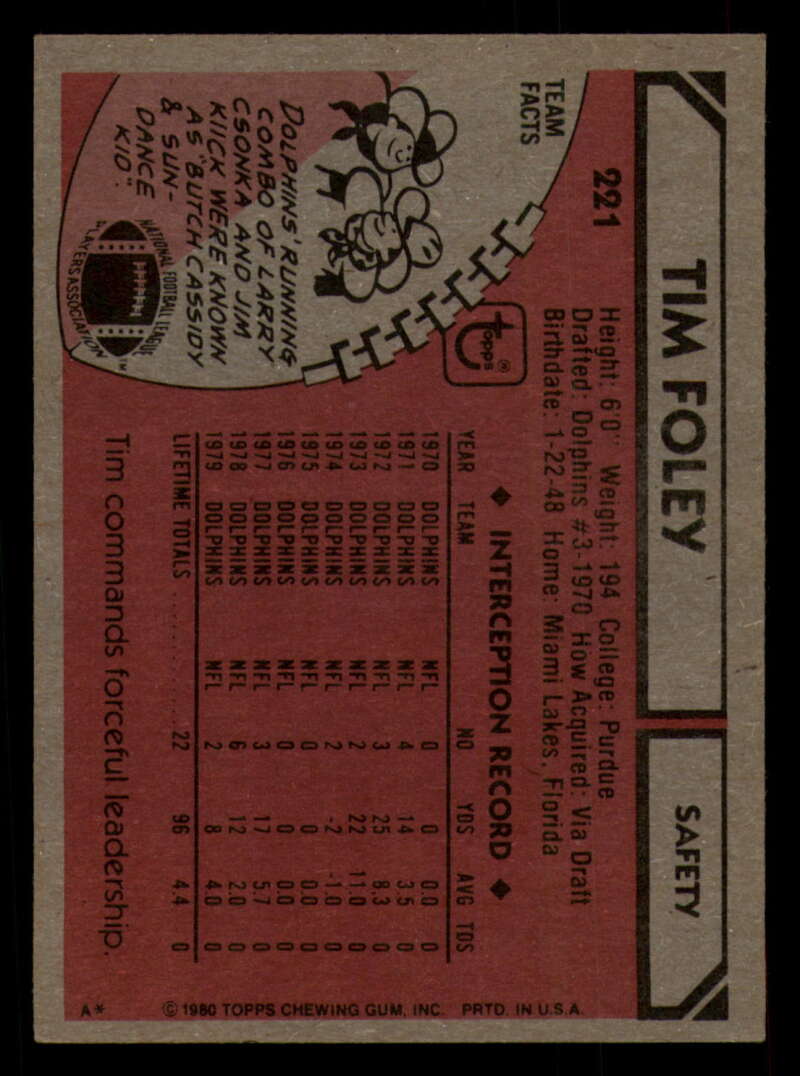 TIM FOLEY
SAFETY
221
Height: 6'0" Weight: 194 College: Purdue
Drafted: Dolphins #3-1970 How Acquired: Via Draft
Birthdate: 1-22-48 Home: Miami Lakes, Florida
TEAM
FACTS
DOLPHINS' RUNNING
COMBO OF LARRY
CSONKA AND JIM
KIICK WERE KNOWN
AS "BUTCH CASSIDY
& SUN-
DANCE
KID".
NATIONAL FOOTBALL LEAGUE
PLAYERS ASSOCIATION
TM
Topps®
◆ INTERCEPTION RECORD ◆
YEAR TEAM NO YDS AVG TDS
1970 DOLPHINS NFL 0 0 0.0 0
1971 DOLPHINS NFL 4 14 3.5 0
1972 DOLPHINS NFL 3 25 8.3 0
1973 DOLPHINS NFL 2 22 11.0 0
1974 DOLPHINS NFL 2 -2 -1.0 0
1975 DOLPHINS NFL 0 0 0.0 0
1976 DOLPHINS NFL 0 0 0.0 0
1977 DOLPHINS NFL 3 17 5.7 0
1978 DOLPHINS NFL 6 12 2.0 0
1979 DOLPHINS NFL 2 8 4.0 0
LIFETIME TOTALS .......... 22 96 4.4 0
Tim commands forceful leadership.
A* © 1980 TOPPS CHEWING GUM, INC. PRTD. IN U.S.A.